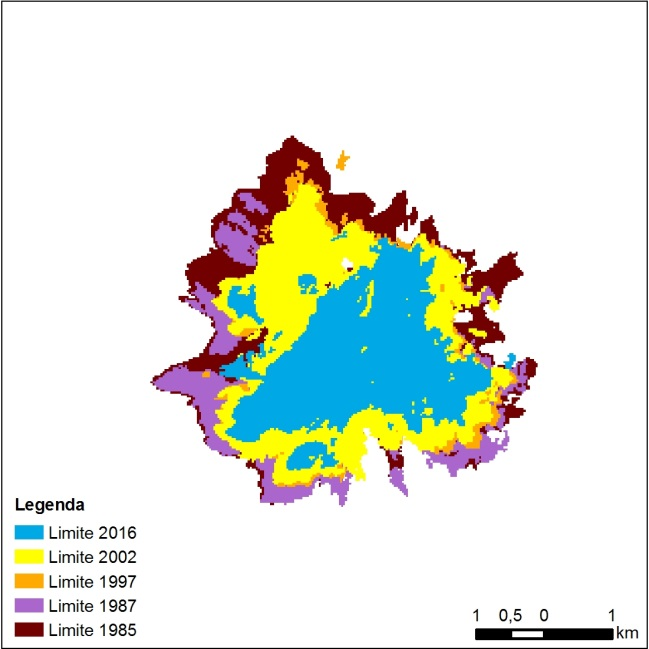 Legenda
Limite 2016
Limite 2002
Limite 1997
Limite 1987
Limite 1985
1 0,5 0 1
km